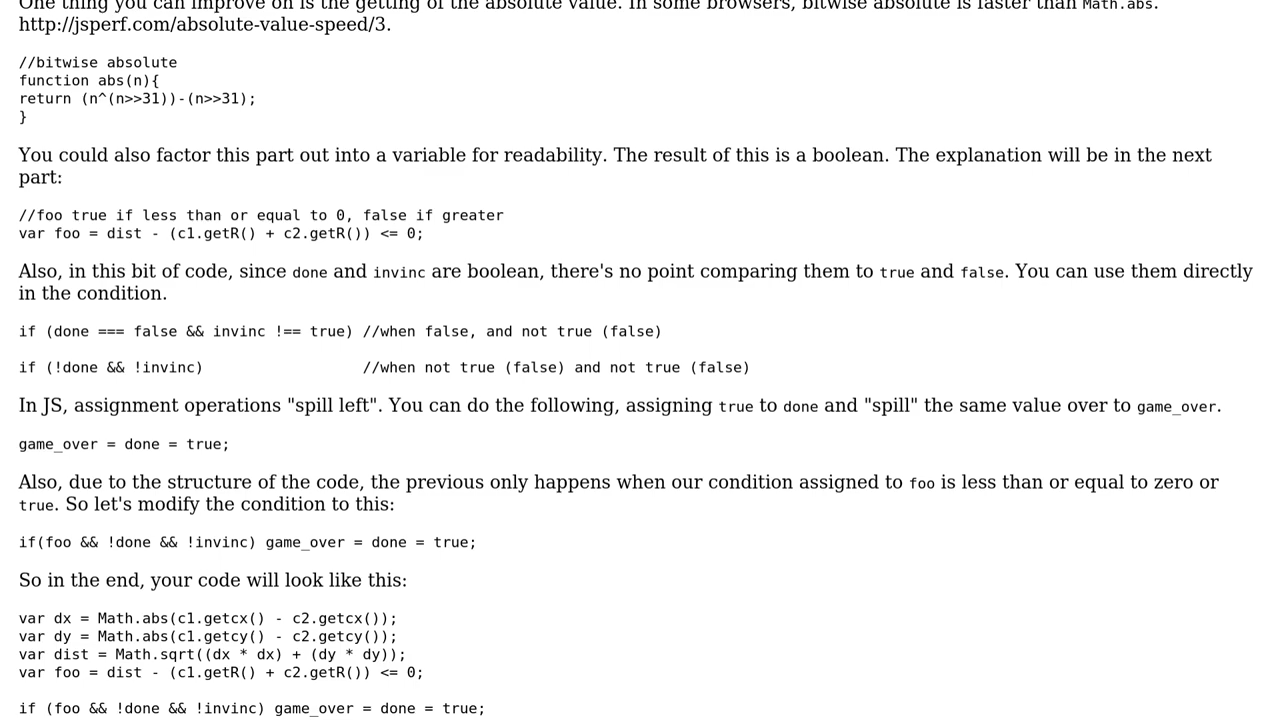 One thing you can improve on is the getting of the absolute value. In some browsers, bitwise absolute is faster than Math.abs.
http://jsperf.com/absolute-value-speed/3.
//bitwise absolute
function abs(n){
return (n^(n>>31))-(n>>31);
}
You could also factor this part out into a variable for readability. The result of this is a boolean. The explanation will be in the next
part:
//foo true if less than or equal to 0, false if greater
var foo = dist - (c1.getR() + c2.getR()) <= 0;
Also, in this bit of code, since done and invinc are boolean, there's no point comparing them to true and false. You can use them directly
in the condition.
if (done === false && invinc !== true) //when false, and not true (false)
if (!done && !invinc)                  //when not true (false) and not true (false)
In JS, assignment operations "spill left". You can do the following, assigning true to done and "spill" the same value over to game_over.
game_over = done = true;
Also, due to the structure of the code, the previous only happens when our condition assigned to foo is less than or equal to zero or
true. So let's modify the condition to this:
if(foo && !done && !invinc) game_over = done = true;
So in the end, your code will look like this:
var dx = Math.abs(c1.getcx() - c2.getcx());
var dy = Math.abs(c1.getcy() - c2.getcy());
var dist = Math.sqrt((dx * dx) + (dy * dy));
var foo = dist - (c1.getR() + c2.getR()) <= 0;
if (foo && !done && !invinc) game_over = done = true;